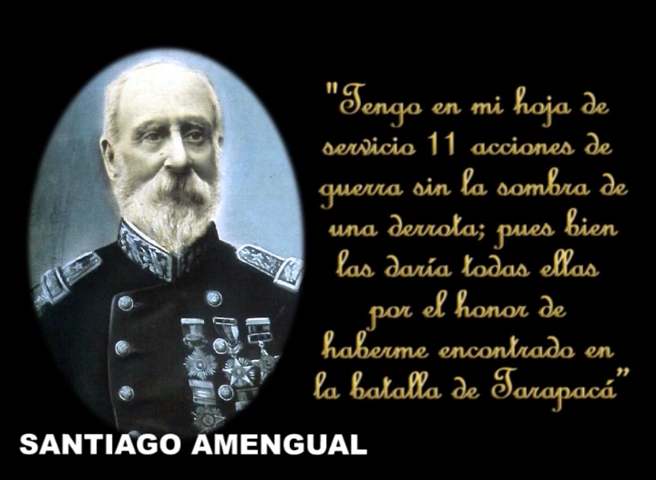 "Tengo en mi hoja de
servicio 11 acciones de
guerra sin la sombra de
una derrota; pues bien
las daría todas ellas
por el honor de
haberme encontrado en
la batalla de Tarapacá"
SANTIAGO AMENGUAL